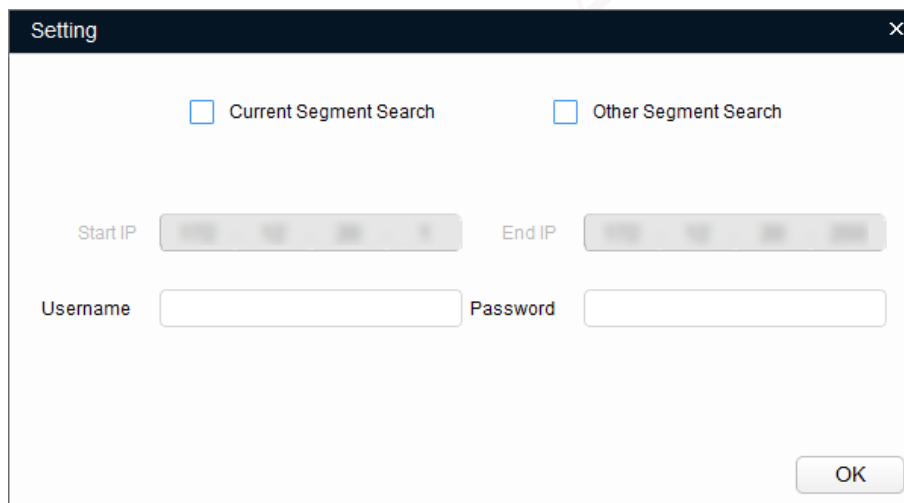 Setting
Current Segment Search Other Segment Search
Start IP End IP
Username Password
OK